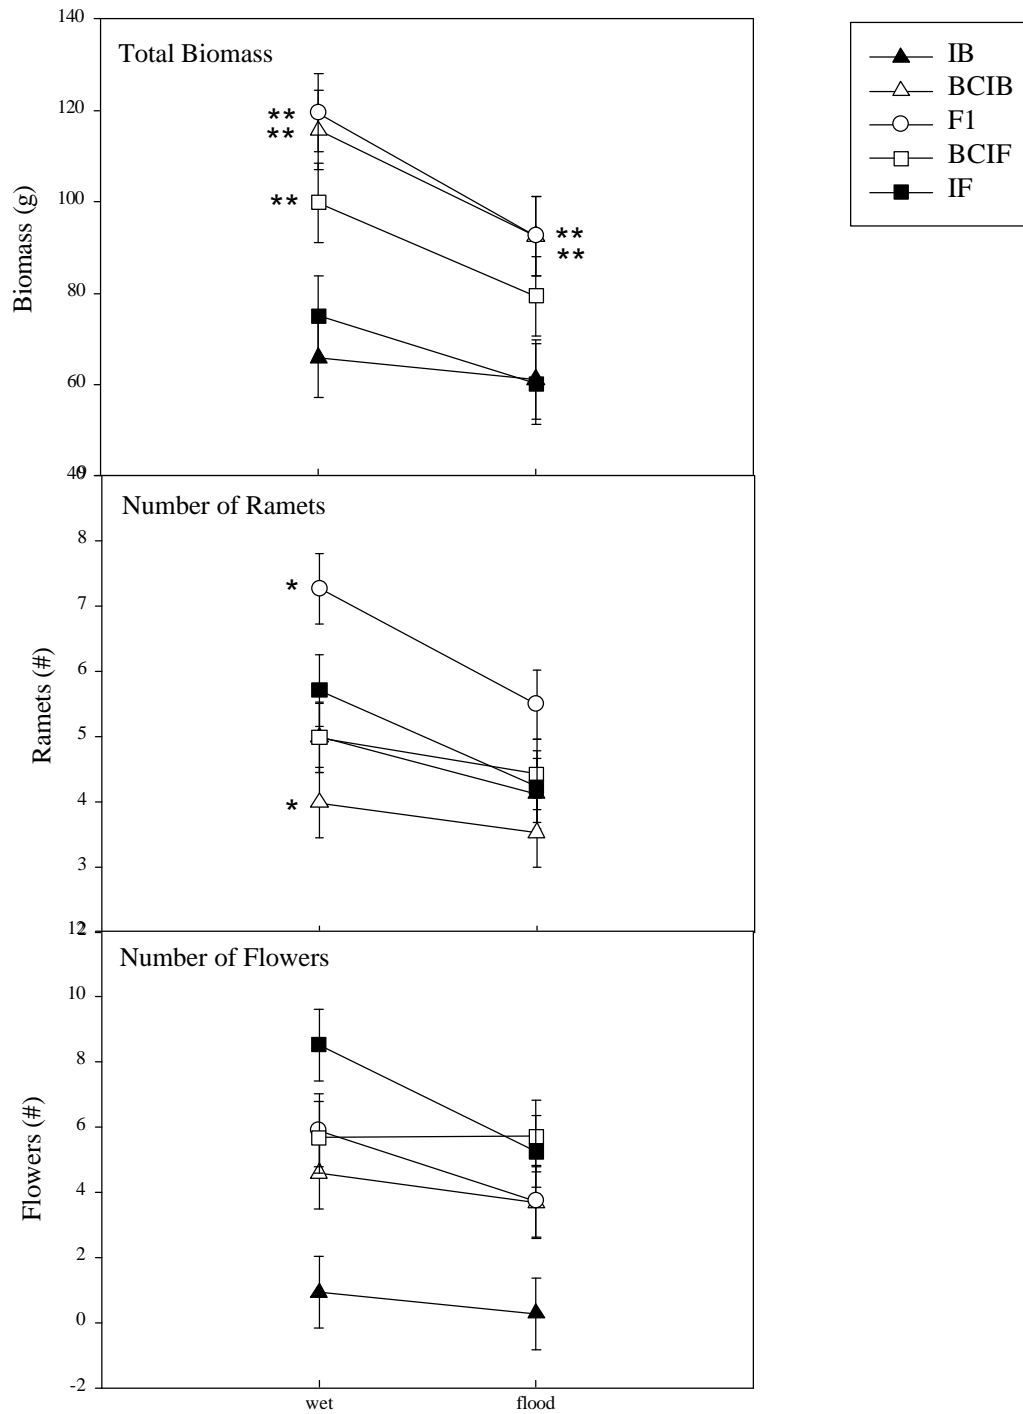 140
Total Biomass
120
**
**
100
**
**
**
80
60
40
Biomass (g)
IB
BCIB
F1
BCIF
IF
9
Number of Ramets
8
*
7
6
5
4
*
3
2
Ramets (#)
12
Number of Flowers
10
8
6
4
2
0
-2
Flowers (#)
wet flood